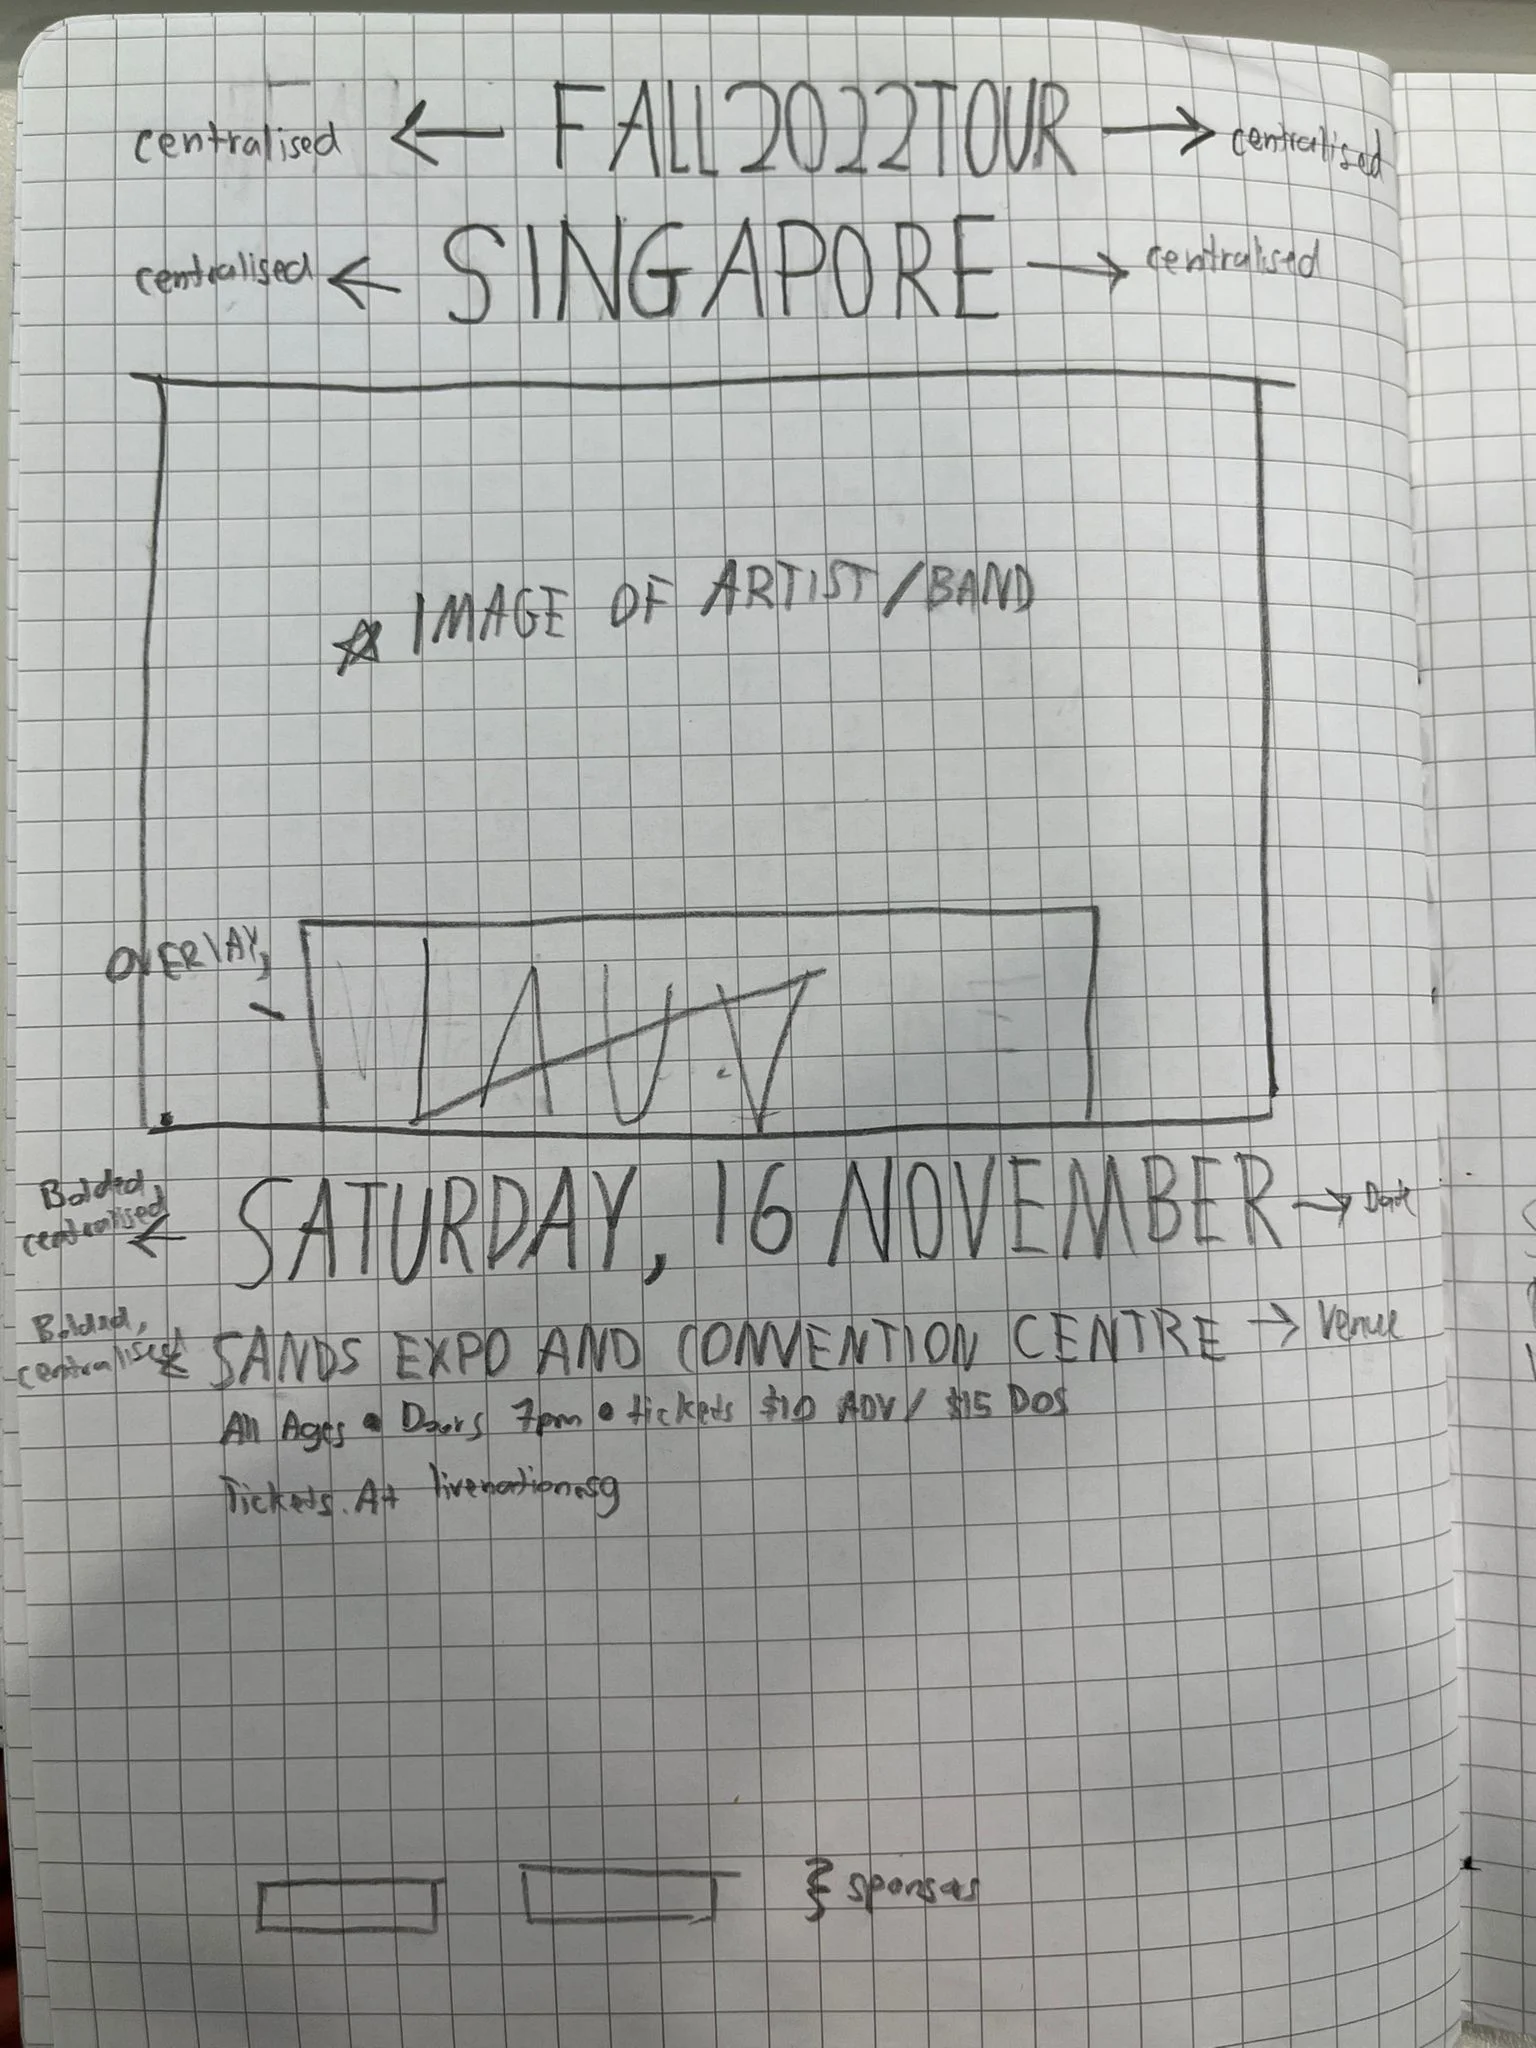 centralised ← FALL 2022 TOUR → centralised
centralised ← SINGAPORE → centralised
☆ IMAGE OF ARTIST/BAND
OVERLAY,
LAUV
Bolded, centralised ← SATURDAY, 16 NOVEMBER → Date
Bolded, centralised ← SANDS EXPO AND CONVENTION CENTRE → Venue
All Ages • Doors 7pm • tickets $10 ADV / $15 DOS
Tickets. At livenation.sg
} sponsors